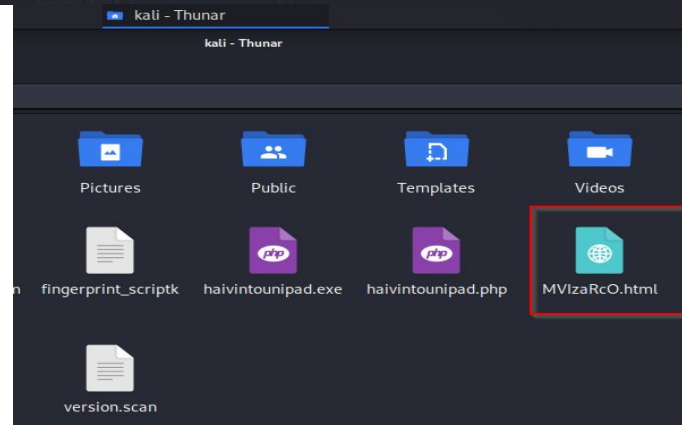 kali - Thunar
kali - Thunar
Pictures Public Templates Videos
php php
n fingerprint_scriptk haivintounipad.exe haivintounipad.php MVIzaRcO.html
version.scan